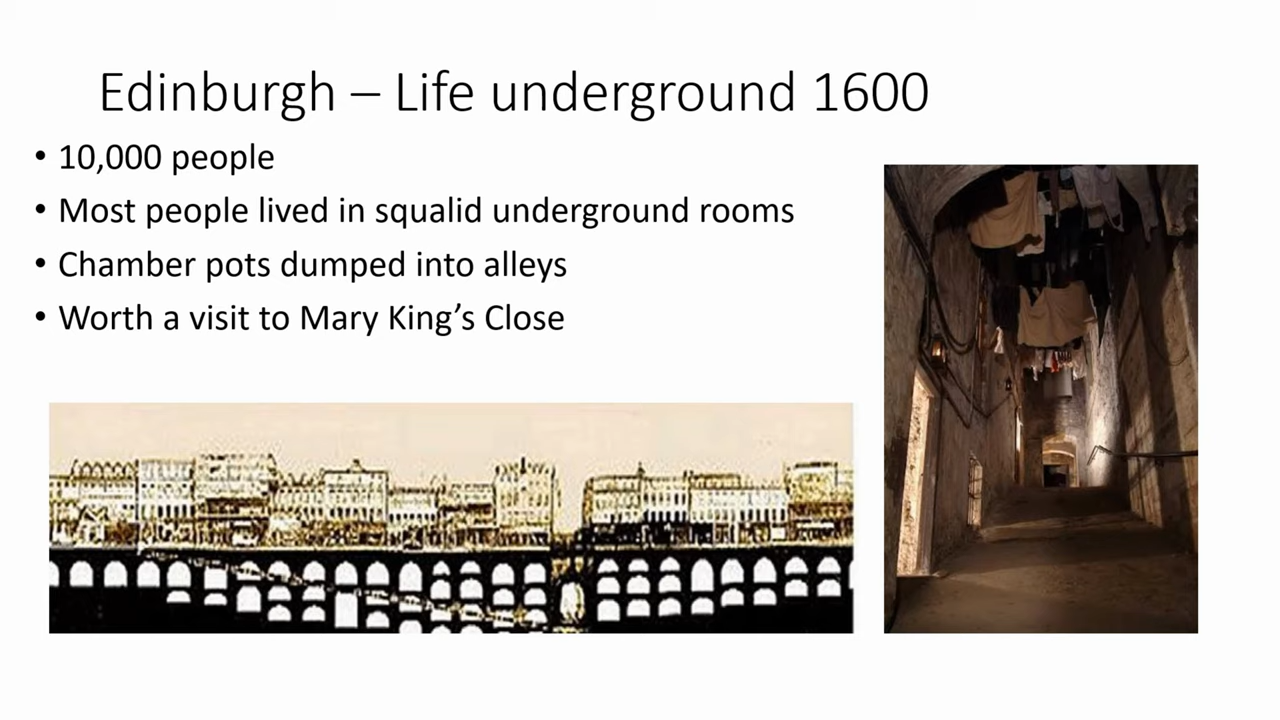 Edinburgh – Life underground 1600
• 10,000 people
• Most people lived in squalid underground rooms
• Chamber pots dumped into alleys
• Worth a visit to Mary King’s Close